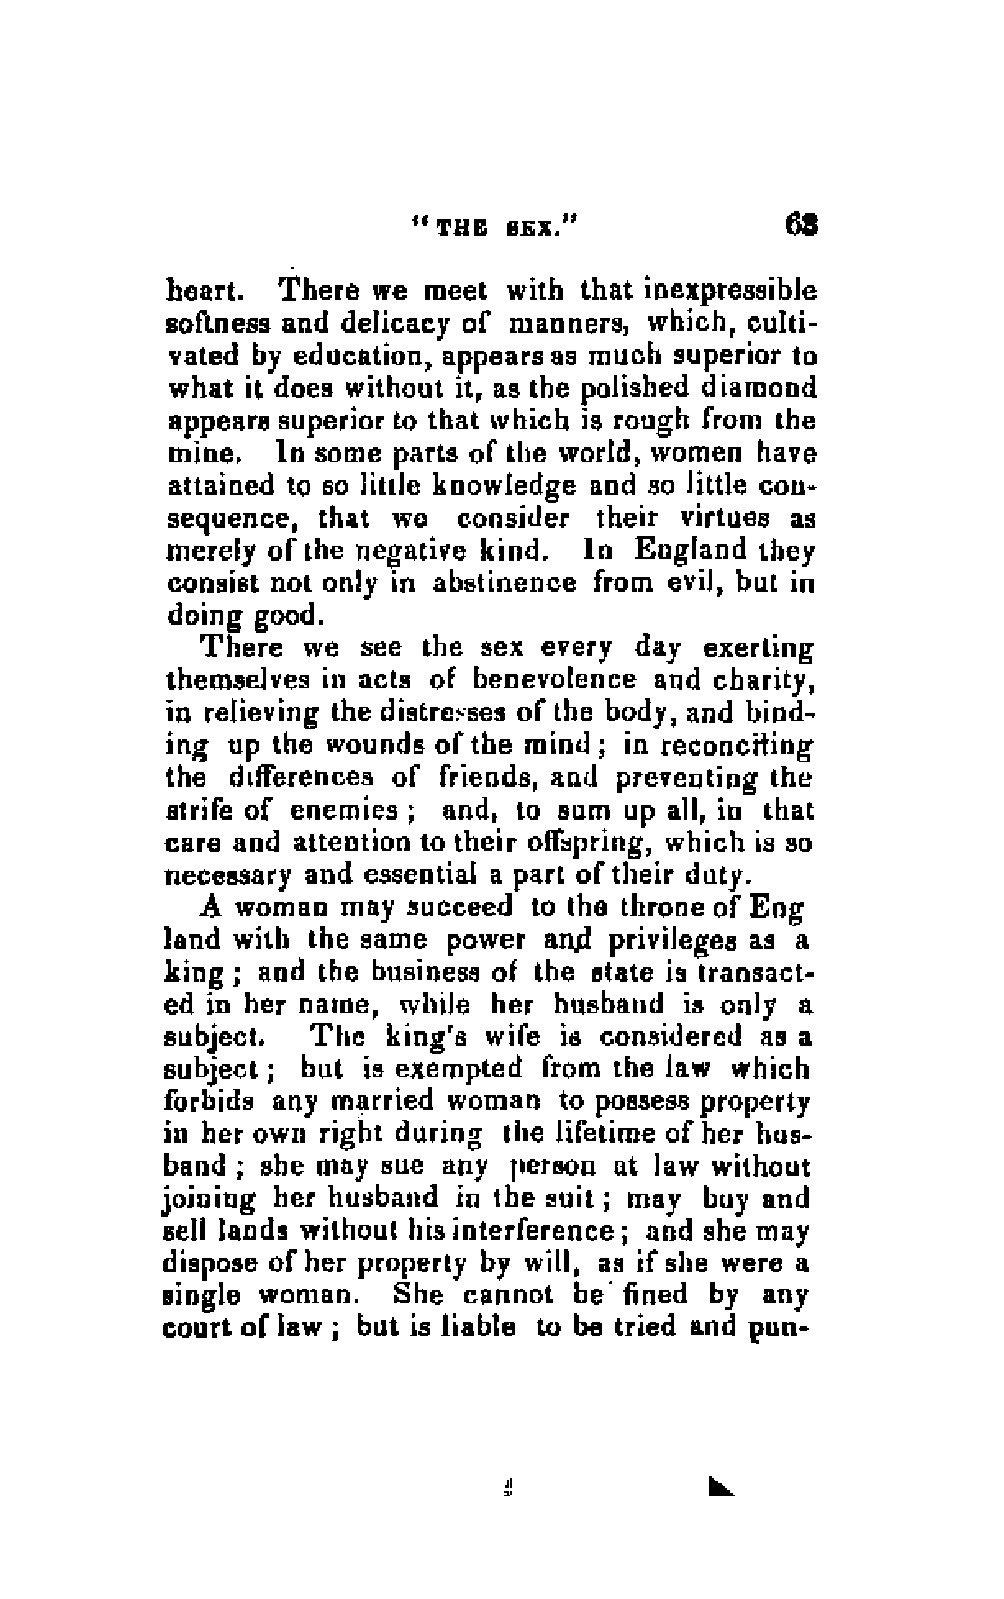 "THE SEX." 63
heart. There we meet with that inexpressible
softness and delicacy of manners, which, culti-
vated by education, appears as much superior to
what it does without it, as the polished diamond
appears superior to that which is rough from the
mine. In some parts of the world, women have
attained to so little knowledge and so little con-
sequence, that we consider their virtues as
merely of the negative kind. In England they
consist not only in abstinence from evil, but in
doing good.
There we see the sex every day exerting
themselves in acts of benevolence and charity,
in relieving the distresses of the body, and bind-
ing up the wounds of the mind; in reconciling
the differences of friends, and preventing the
strife of enemies; and, to sum up all, in that
care and attention to their offspring, which is so
necessary and essential a part of their duty.
A woman may succeed to the throne of Eng
land with the same power and privileges as a
king; and the business of the state is transact-
ed in her name, while her husband is only a
subject. The king's wife is considered as a
subject; but is exempted from the law which
forbids any married woman to possess property
in her own right during the lifetime of her hus-
band; she may sue any person at law without
joining her husband in the suit; may buy and
sell lands without his interference; and she may
dispose of her property by will, as if she were a
single woman. She cannot be fined by any
court of law; but is liable to be tried and pun-